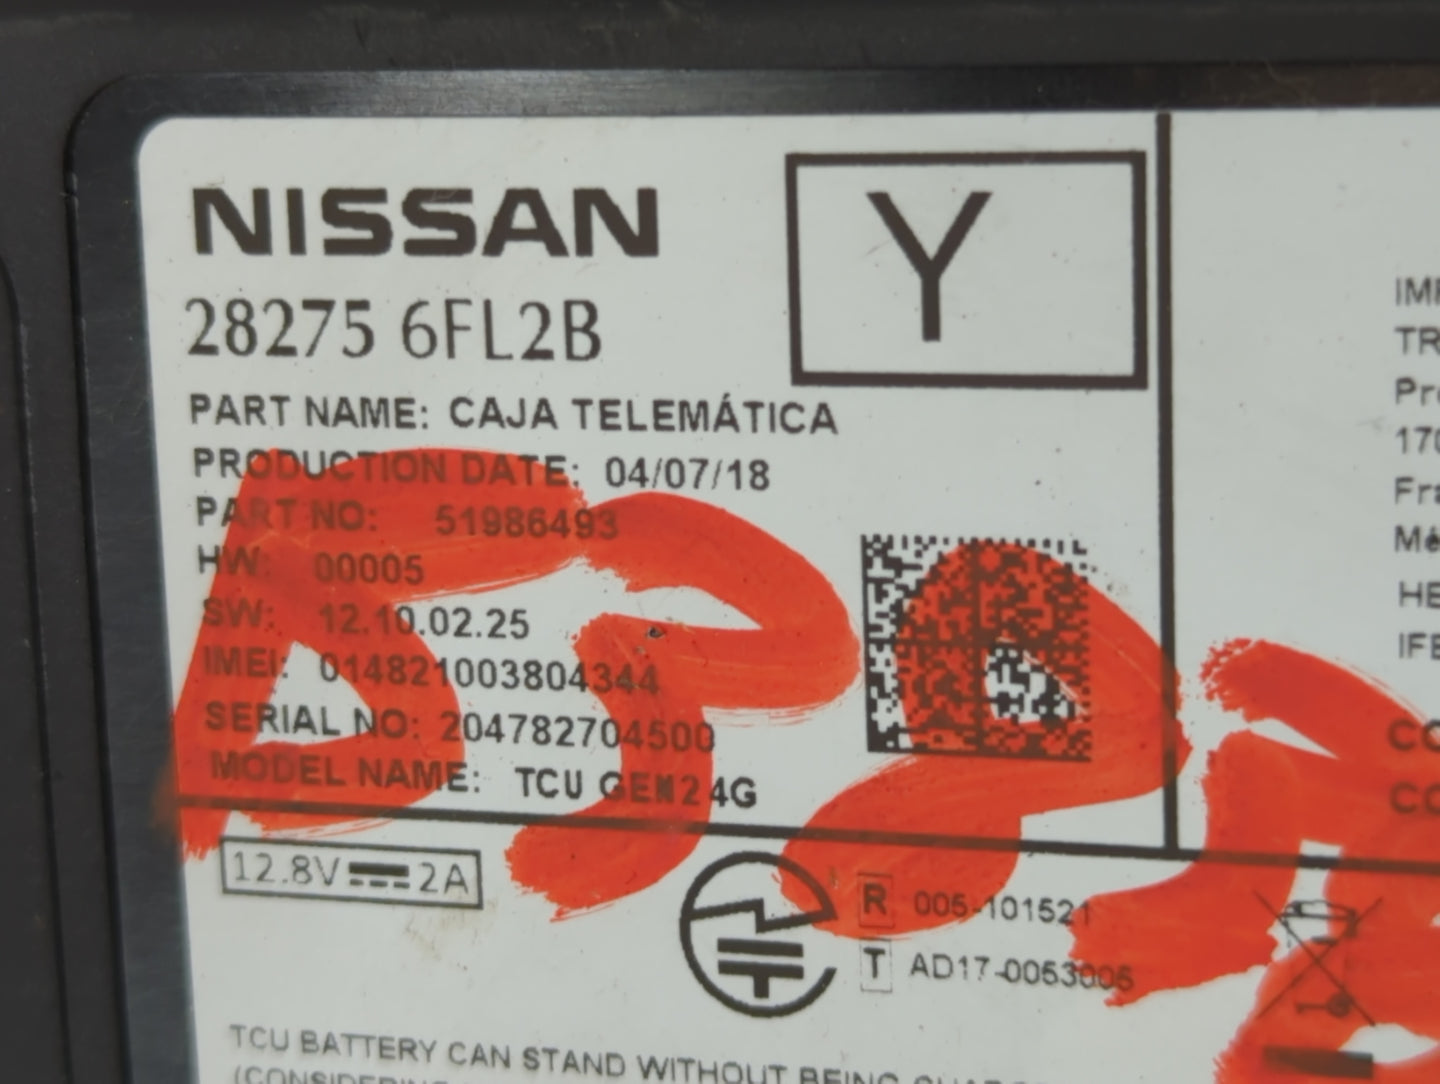 NISSAN
Y
28275 6FL2B
PART NAME: CAJA TELEMÁTICA
PRODUCTION DATE: 04/07/18
PART NO: 51986493
HW: 00005
SW: 12.10.02.25
IMEI: 014821003804344
SERIAL NO: 204782704500
MODEL NAME: TCU GEN2 4G
12.8V 2A
R 005-101521
T AD17-0053005
TCU BATTERY CAN STAND WITHOUT BEING
(CONSIDERING